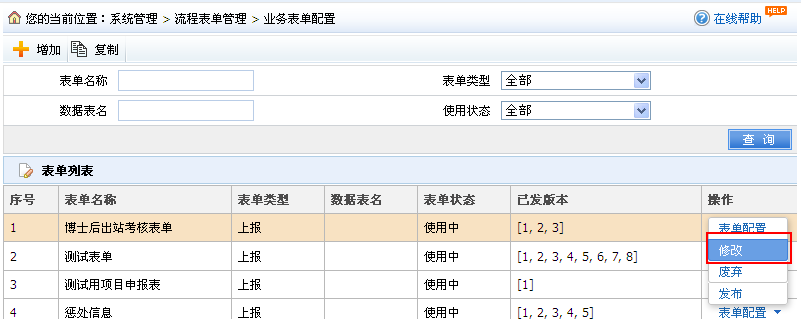 您的当前位置：系统管理 > 流程表单管理 > 业务表单配置 在线帮助 HELP
增加 复制
表单名称 表单类型 全部
数据表名 使用状态 全部
查 询
表单列表
序号 表单名称 表单类型 数据表名 表单状态 已发版本 操作
1 博士后出站考核表单 上报 使用中 [1, 2, 3] 表单配置
修改
2 测试表单 上报 使用中 [1, 2, 3, 4, 5, 6, 7, 8]
废弃
3 测试用项目申报表 上报 使用中 [1]
发布
4 惩处信息 上报 使用中 [1, 2, 3, 4, 5] 表单配置